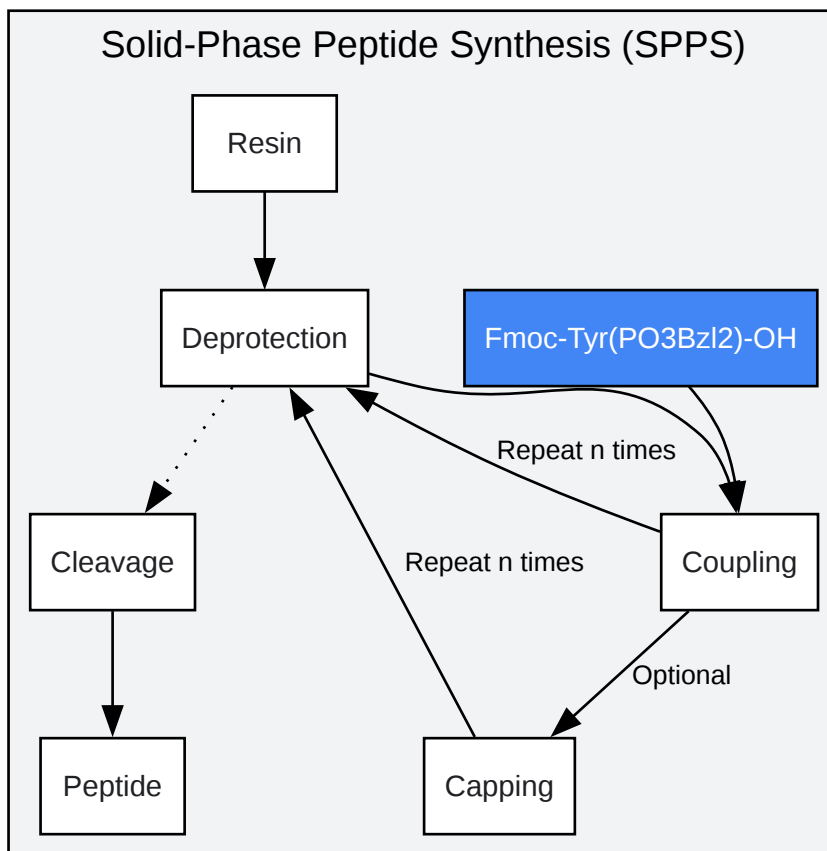 Solid-Phase Peptide Synthesis (SPPS)
Resin
Deprotection
Fmoc-Tyr(PO3Bzl2)-OH
Repeat n times
Cleavage
Repeat n times
Coupling
Optional
Peptide
Capping